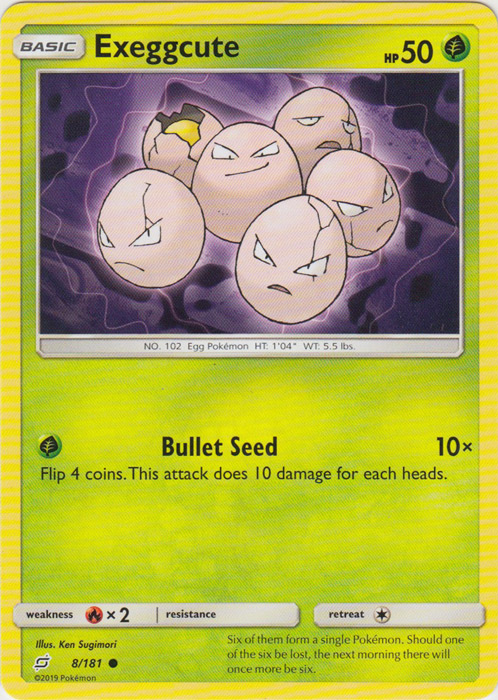 BASIC Exeggcute HP50
NO. 102 Egg Pokémon HT: 1'04" WT: 5.5 lbs.
Bullet Seed 10×
Flip 4 coins. This attack does 10 damage for each heads.
weakness ×2 resistance retreat
Illus. Ken Sugimori
8/181
©2019 Pokémon
Six of them form a single Pokémon. Should one
of the six be lost, the next morning there will
once more be six.